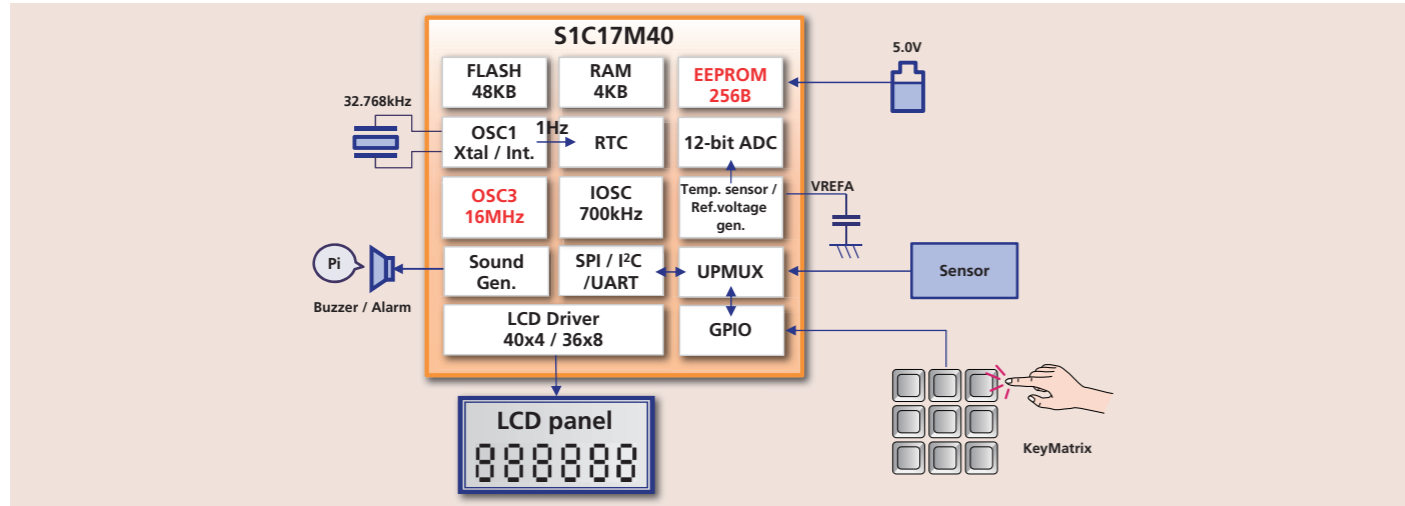 S1C17M40
5.0V
FLASH
48KB
RAM
4KB
EEPROM
256B
32.768kHz
OSC1
Xtal / Int.
1Hz
RTC
12-bit ADC
OSC3
16MHz
IOSC
700kHz
Temp. sensor /
Ref.voltage
gen.
VREFA
Pi
Buzzer / Alarm
Sound
Gen.
SPI / I²C
/UART
UPMUX
Sensor
LCD Driver
40x4 / 36x8
GPIO
LCD panel
888888
KeyMatrix